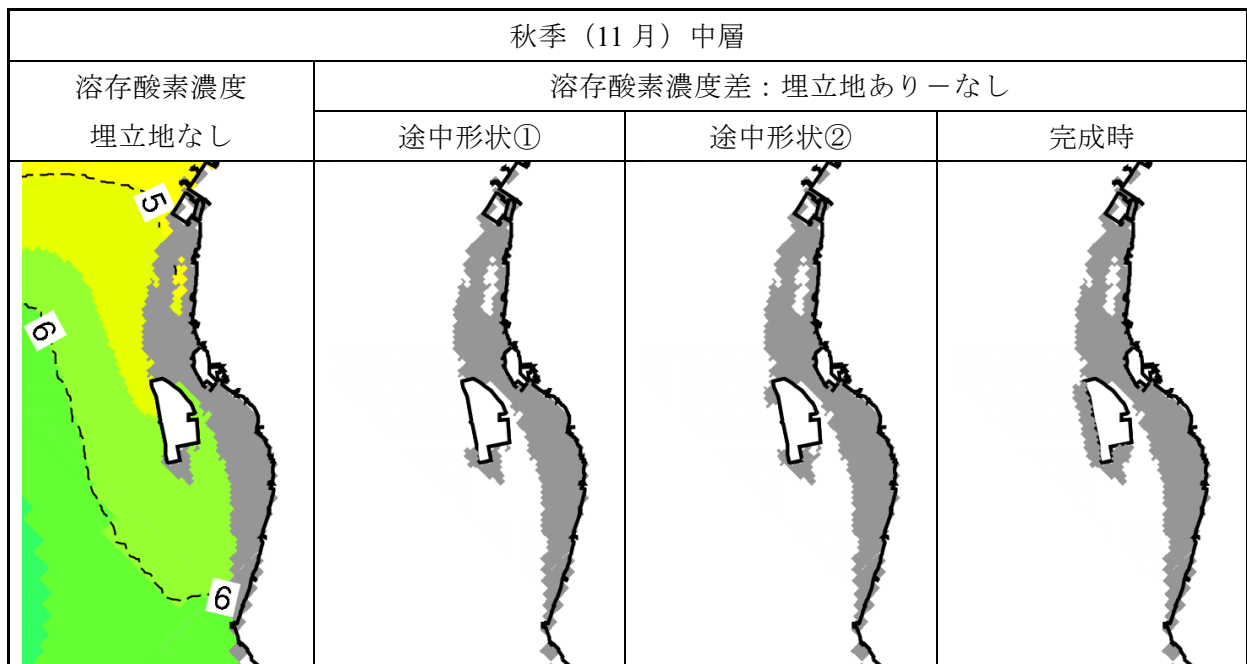 秋季（11月）中層
溶存酸素濃度
埋立地なし
溶存酸素濃度差：埋立地あり－なし
途中形状①
途中形状②
完成時
5
6
6